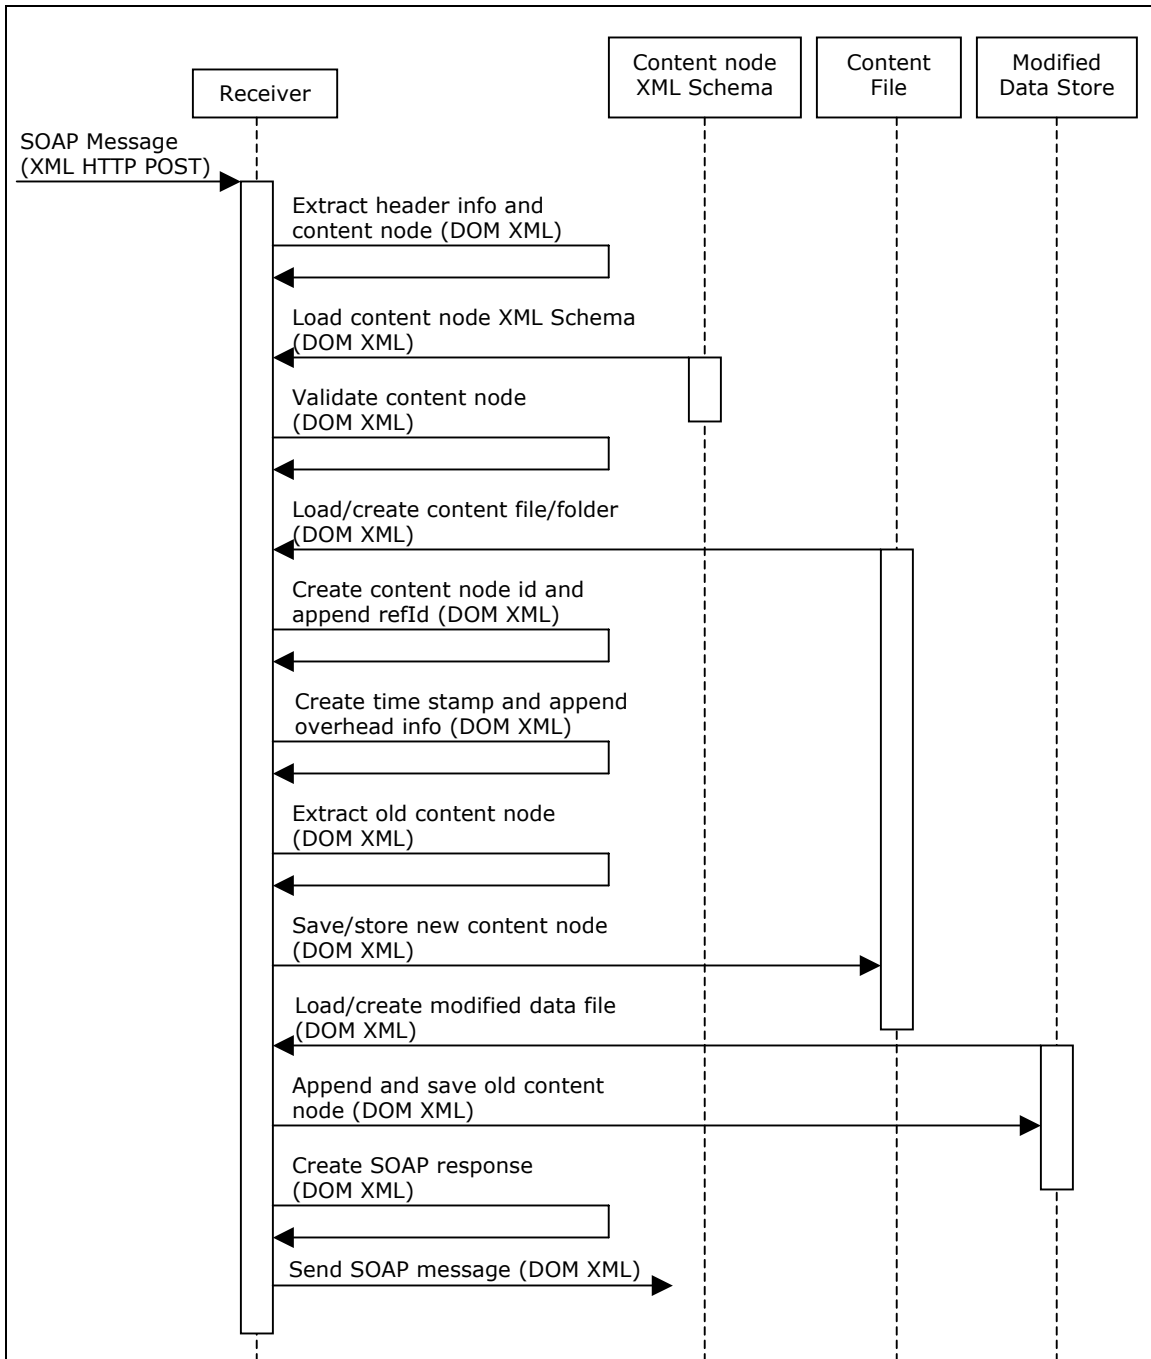 Receiver
Content node
XML Schema
Content
File
Modified
Data Store
SOAP Message
(XML HTTP POST)
Extract header info and
content node (DOM XML)
Load content node XML Schema
(DOM XML)
Validate content node
(DOM XML)
Load/create content file/folder
(DOM XML)
Create content node id and
append refId (DOM XML)
Create time stamp and append
overhead info (DOM XML)
Extract old content node
(DOM XML)
Save/store new content node
(DOM XML)
Load/create modified data file
(DOM XML)
Append and save old content
node (DOM XML)
Create SOAP response
(DOM XML)
Send SOAP message (DOM XML)